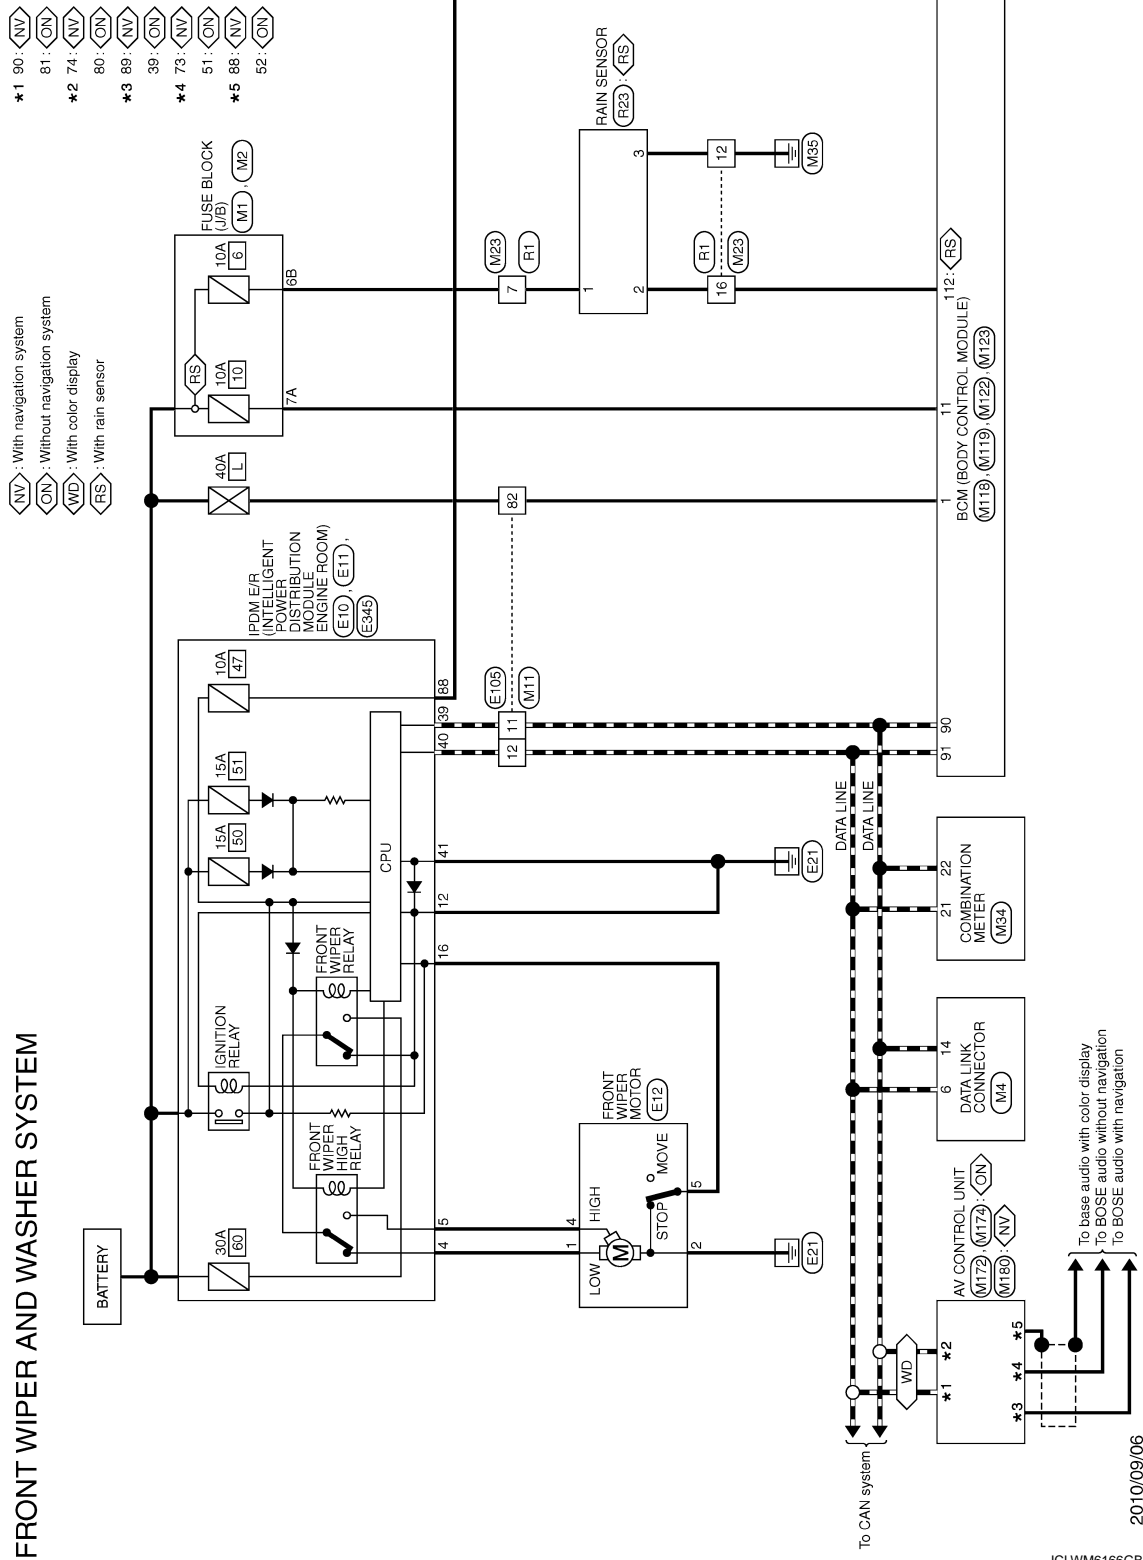 FRONT WIPER AND WASHER SYSTEM
NV : With navigation system
ON : Without navigation system
WD : With color display
RS : With rain sensor
*1 90: NV
81: ON
*2 74: NV
80: ON
*3 89: NV
39: ON
*4 73: NV
51: ON
*5 88: NV
52: ON
BATTERY
40A
L
FUSE BLOCK
(J/B)
M1 , M2
RS
10A
10
10A
6
7A
6B
IPDM E/R
(INTELLIGENT
POWER
DISTRIBUTION
MODULE
ENGINE ROOM)
E10 , E11 ,
E345
30A
60
15A
50
15A
51
10A
47
IGNITION
RELAY
FRONT
WIPER
HIGH
RELAY
FRONT
WIPER
RELAY
CPU
4
5
16
12
41
40
39
88
E105
M11
12
11
82
M23
R1
7
FRONT
WIPER
MOTOR
E12
1
4
LOW
HIGH
M
STOP
MOVE
2
5
E21
E21
RAIN SENSOR
R23 : RS
1
2
3
R1
M23
16
12
M35
DATA LINE
DATA LINE
To CAN system
WD
*1
*2
AV CONTROL UNIT
M172 , M174 : ON
M180 : NV
*3
*4
*5
To base audio with color display
To BOSE audio without navigation
To BOSE audio with navigation
6
14
DATA LINK
CONNECTOR
M4
21
22
COMBINATION
METER
M34
91
90
1
11
112: RS
BCM (BODY CONTROL MODULE)
M118 , M119 , M122 , M123
2010/09/06